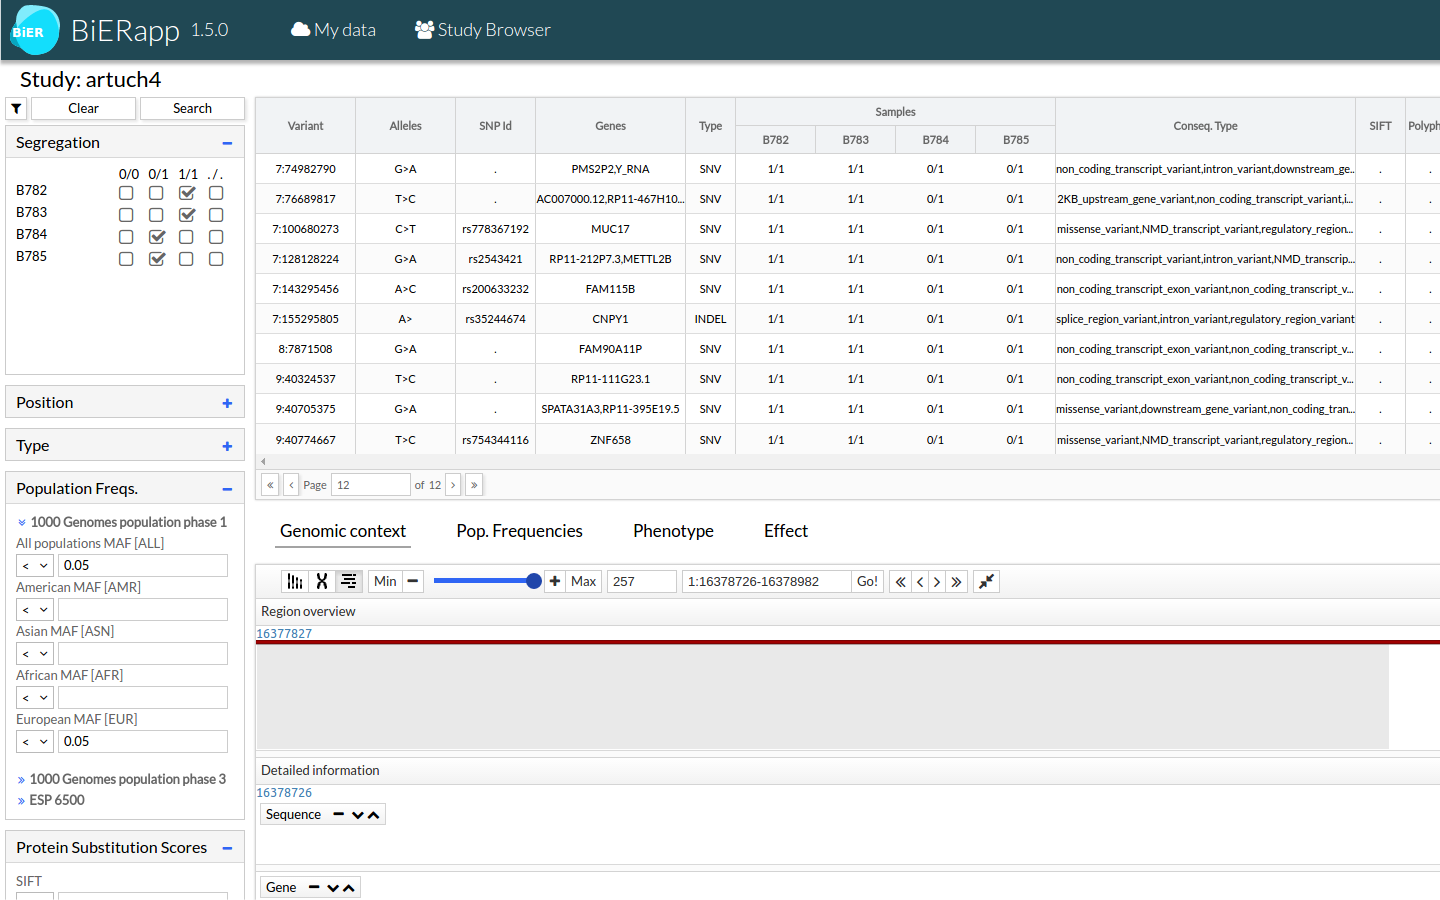 BiER BiERapp 1.5.0 My data Study Browser
Study: artuch4
Clear Search
Segregation
0/0 0/1 1/1 ./.
B782
B783
B784
B785
Position
Type
Population Freqs.
1000 Genomes population phase 1
All populations MAF [ALL]
< 0.05
American MAF [AMR]
<
Asian MAF [ASN]
<
African MAF [AFR]
<
European MAF [EUR]
< 0.05
1000 Genomes population phase 3
ESP 6500
Protein Substitution Scores
SIFT
Variant Alleles SNP Id Genes Type Samples Conseq. Type SIFT Polyph
B782 B783 B784 B785
7:74982790 G>A . PMS2P2,Y_RNA SNV 1/1 1/1 0/1 0/1 non_coding_transcript_variant,intron_variant,downstream_ge... . .
7:76689817 T>C . AC007000.12,RP11-467H10... SNV 1/1 1/1 0/1 0/1 2KB_upstream_gene_variant,non_coding_transcript_variant,i... . .
7:100680273 C>T rs778367192 MUC17 SNV 1/1 1/1 0/1 0/1 missense_variant,NMD_transcript_variant,regulatory_region... . .
7:128128224 G>A rs2543421 RP11-212P7.3,METTL2B SNV 1/1 1/1 0/1 0/1 non_coding_transcript_variant,intron_variant,NMD_transcrip... . .
7:143295456 A>C rs200633232 FAM115B SNV 1/1 1/1 0/1 0/1 non_coding_transcript_exon_variant,non_coding_transcript_v... . .
7:155295805 A> rs35244674 CNPY1 INDEL 1/1 1/1 0/1 0/1 splice_region_variant,intron_variant,regulatory_region_variant . .
8:7871508 G>A . FAM90A11P SNV 1/1 1/1 0/1 0/1 non_coding_transcript_exon_variant,non_coding_transcript_v... . .
9:40324537 T>C . RP11-111G23.1 SNV 1/1 1/1 0/1 0/1 non_coding_transcript_exon_variant,non_coding_transcript_v... . .
9:40705375 G>A . SPATA31A3,RP11-395E19.5 SNV 1/1 1/1 0/1 0/1 missense_variant,downstream_gene_variant,non_coding_tran... . .
9:40774667 T>C rs754344116 ZNF658 SNV 1/1 1/1 0/1 0/1 missense_variant,NMD_transcript_variant,regulatory_region... . .
« ‹ Page 12 of 12 › »
Genomic context Pop. Frequencies Phenotype Effect
Min Max 257 1:16378726-16378982 Go!
Region overview
16377827
Detailed information
16378726
Sequence
Gene